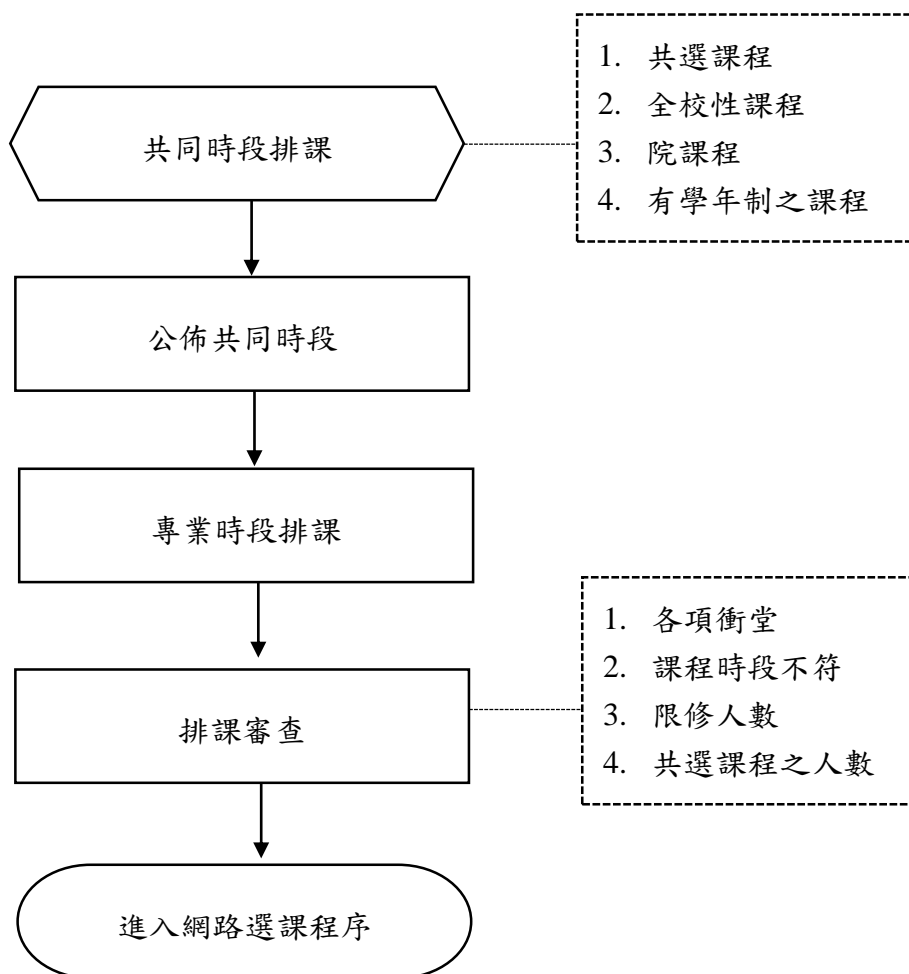 共同時段排課
1. 共選課程
2. 全校性課程
3. 院課程
4. 有學年制之課程
公佈共同時段
專業時段排課
排課審查
1. 各項衝堂
2. 課程時段不符
3. 限修人數
4. 共選課程之人數
進入網路選課程序